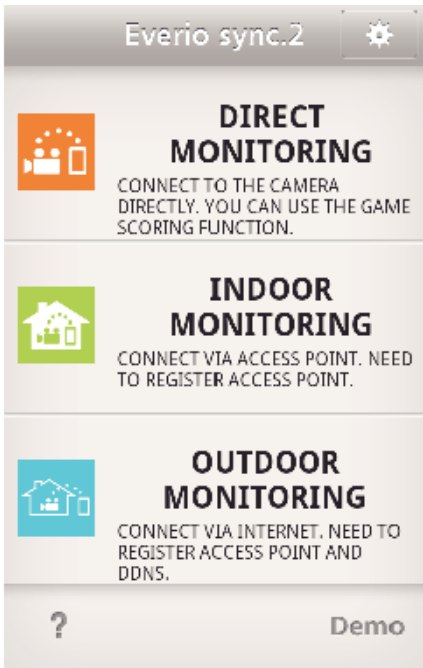 Everio sync.2
DIRECT
MONITORING
CONNECT TO THE CAMERA
DIRECTLY. YOU CAN USE THE GAME
SCORING FUNCTION.
INDOOR
MONITORING
CONNECT VIA ACCESS POINT. NEED
TO REGISTER ACCESS POINT.
OUTDOOR
MONITORING
CONNECT VIA INTERNET. NEED TO
REGISTER ACCESS POINT AND
DDNS.
? Demo